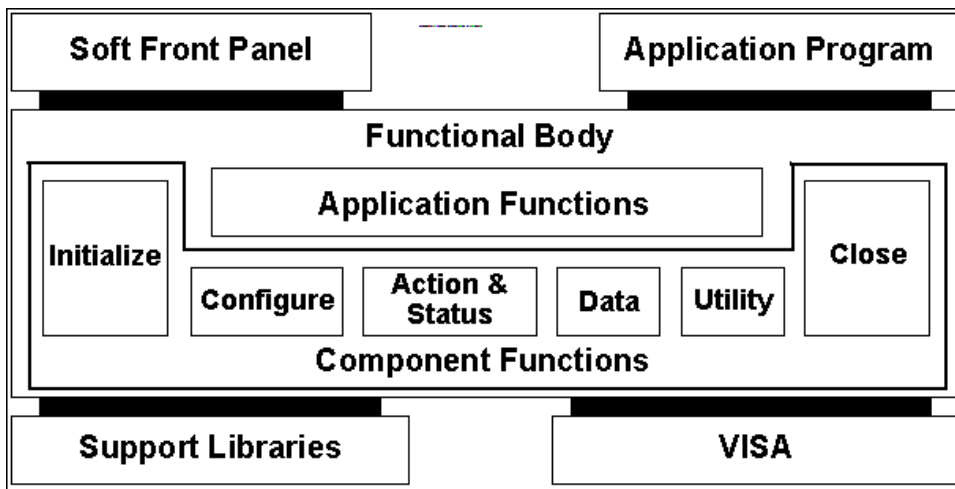 Soft Front Panel
Application Program
Functional Body
Application Functions
Initialize
Close
Configure
Action &
Status
Data
Utility
Component Functions
Support Libraries
VISA